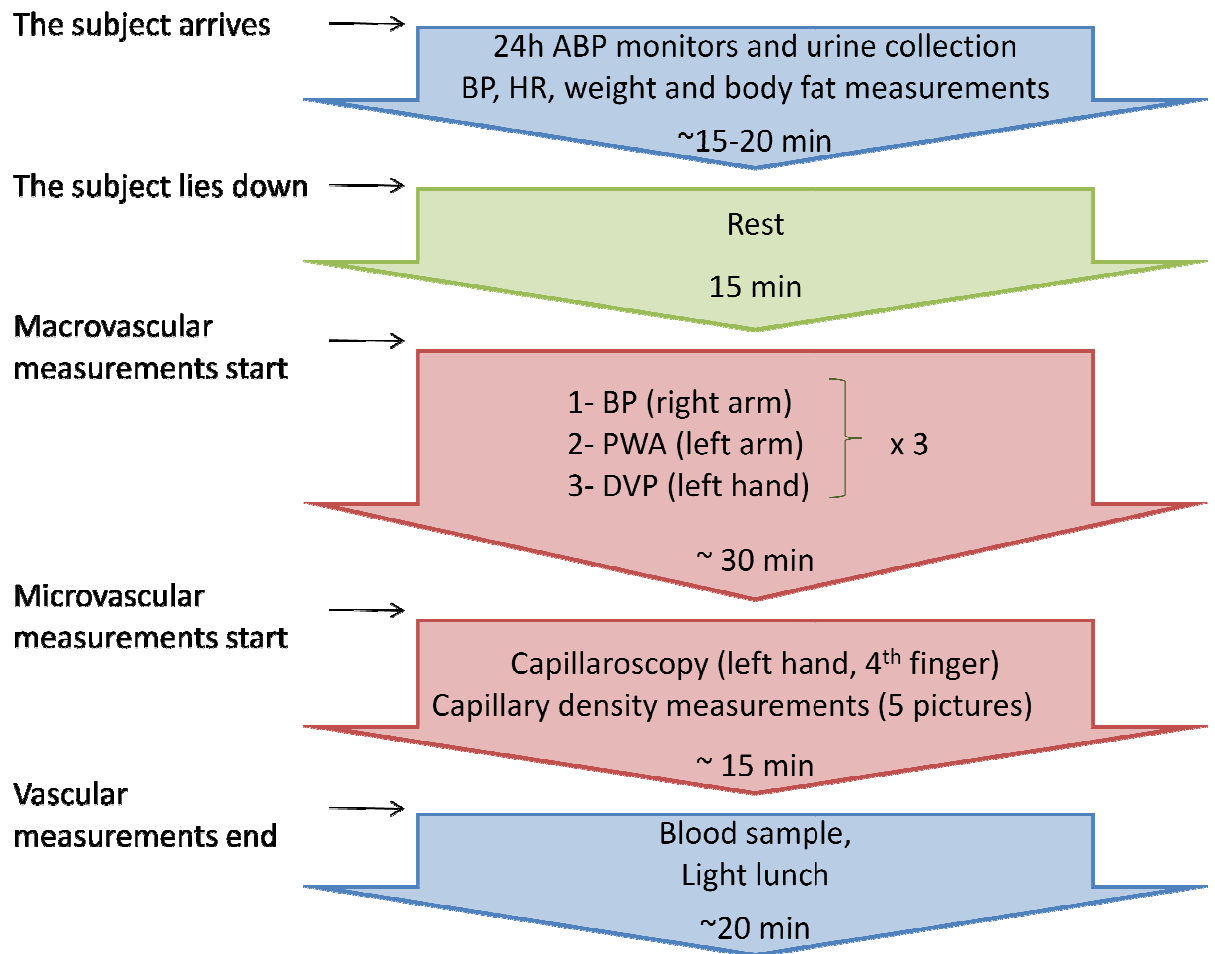 The subject arrives
24h ABP monitors and urine collection
BP, HR, weight and body fat measurements
~15-20 min
The subject lies down
Rest
15 min
Macrovascular
measurements start
1- BP (right arm)
2- PWA (left arm)
3- DVP (left hand)
x 3
~ 30 min
Microvascular
measurements start
Capillaroscopy (left hand, 4th finger)
Capillary density measurements (5 pictures)
~ 15 min
Vascular
measurements end
Blood sample,
Light lunch
~20 min